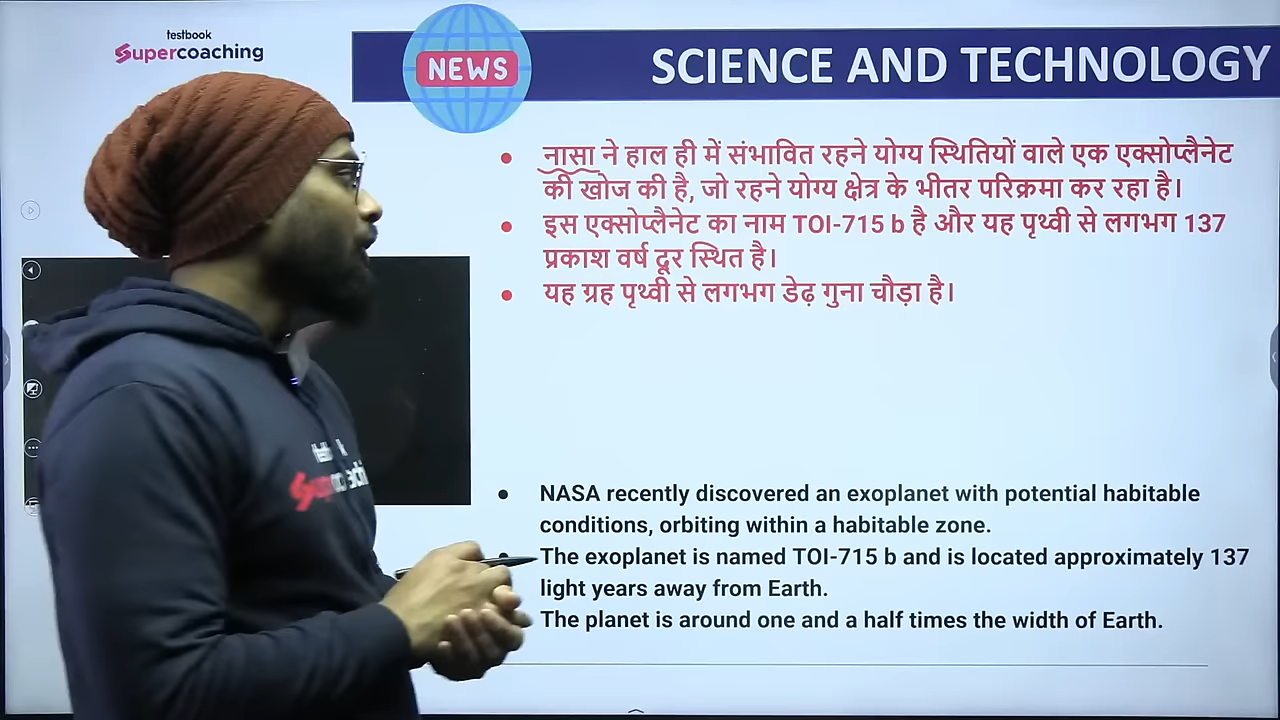 testbook
Supercoaching
NEWS
SCIENCE AND TECHNOLOGY
• नासा ने हाल ही में संभावित रहने योग्य स्थितियों वाले एक एक्सोप्लैनेट
की खोज की है, जो रहने योग्य क्षेत्र के भीतर परिक्रमा कर रहा है।
• इस एक्सोप्लैनेट का नाम TOI-715 b है और यह पृथ्वी से लगभग 137
प्रकाश वर्ष दूर स्थित है।
• यह ग्रह पृथ्वी से लगभग डेढ़ गुना चौड़ा है।
• NASA recently discovered an exoplanet with potential habitable
conditions, orbiting within a habitable zone.
• The exoplanet is named TOI-715 b and is located approximately 137
light years away from Earth.
The planet is around one and a half times the width of Earth.